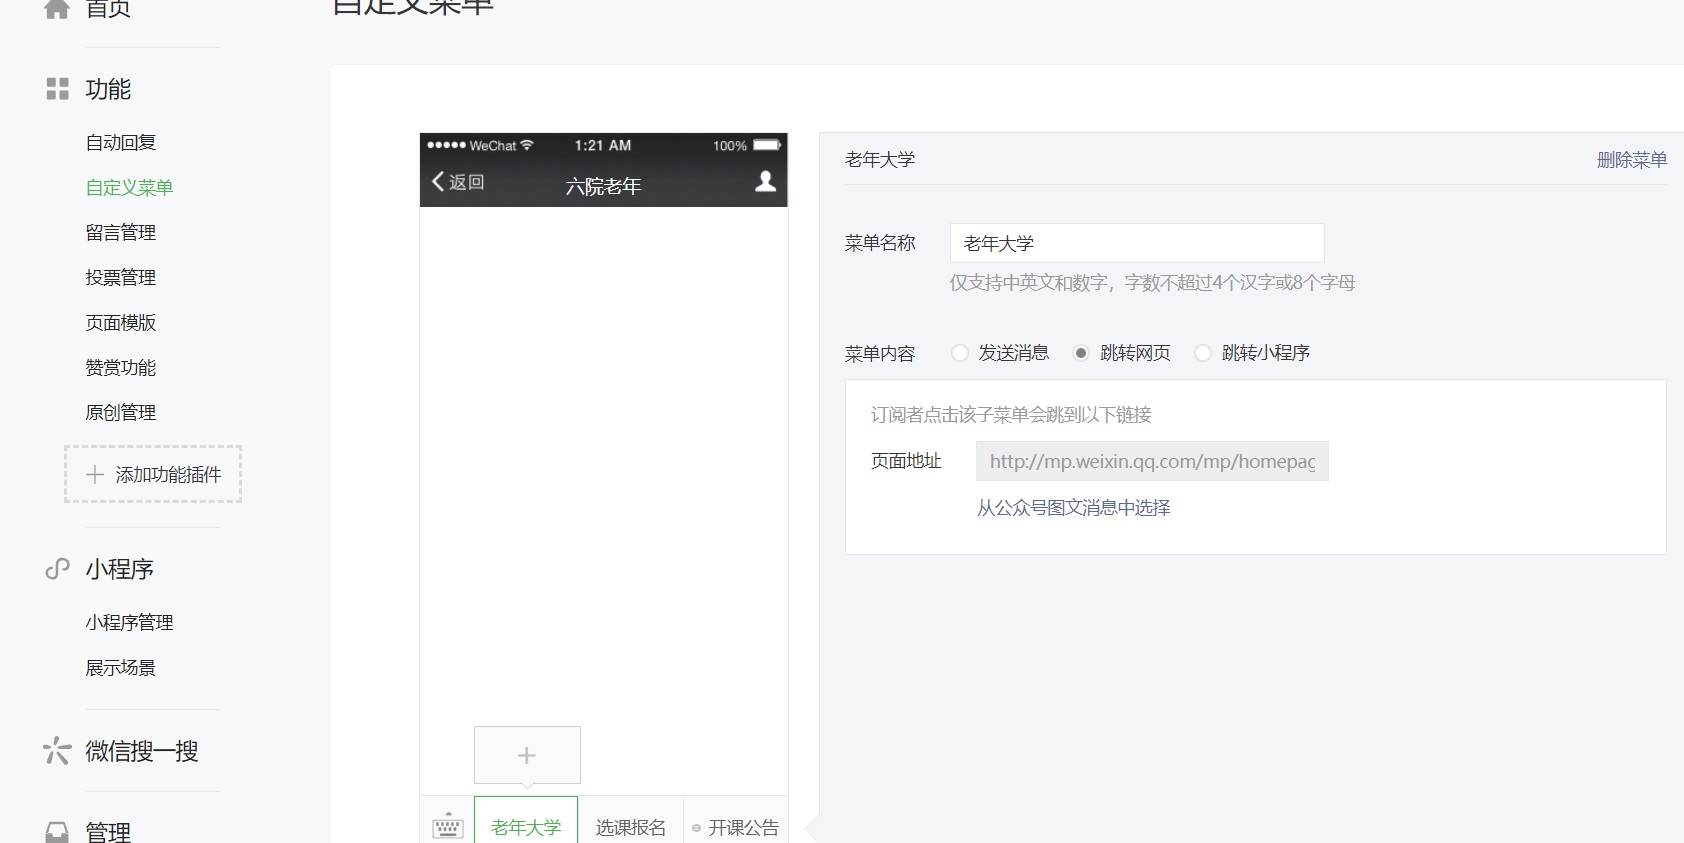 首页
自定义菜单
功能
自动回复
自定义菜单
留言管理
投票管理
页面模版
赞赏功能
原创管理
添加功能插件
小程序
小程序管理
展示场景
微信搜一搜
管理
WeChat 1:21 AM 100%
返回 六院老年
老年大学 选课报名 开课公告
老年大学 删除菜单
菜单名称 老年大学
仅支持中英文和数字，字数不超过4个汉字或8个字母
菜单内容 发送消息 跳转网页 跳转小程序
订阅者点击该子菜单会跳到以下链接
页面地址 http://mp.weixin.qq.com/mp/homepag
从公众号图文消息中选择